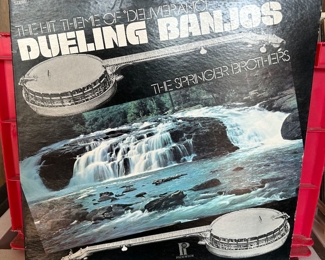 THE HIT THEME OF "DELIVERANCE"
DUELING BANJOS
THE SPRINGER BROTHERS